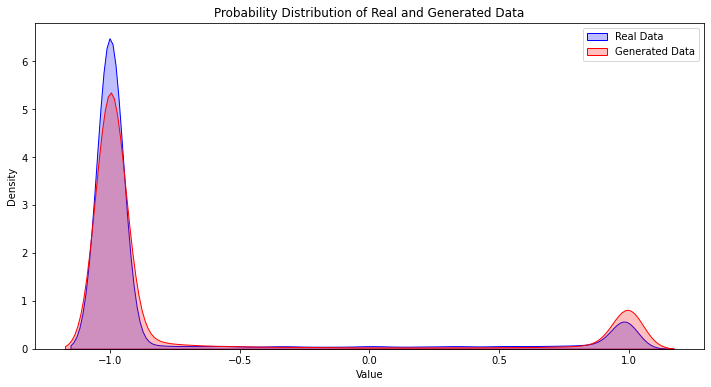 Probability Distribution of Real and Generated Data
Real Data
Generated Data
Density
6
5
4
3
2
1
0
−1.0
−0.5
0.0
0.5
1.0
Value